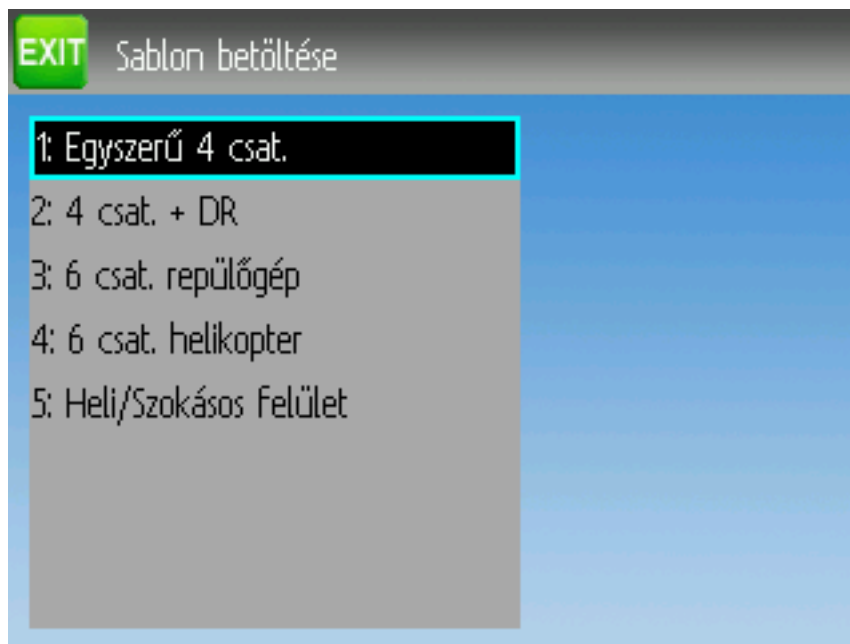 EXIT Sablon betöltése
1: Egyszerű 4 csat.
2: 4 csat. + DR
3: 6 csat. repülőgép
4: 6 csat. helikopter
5: Heli/Szokásos felület